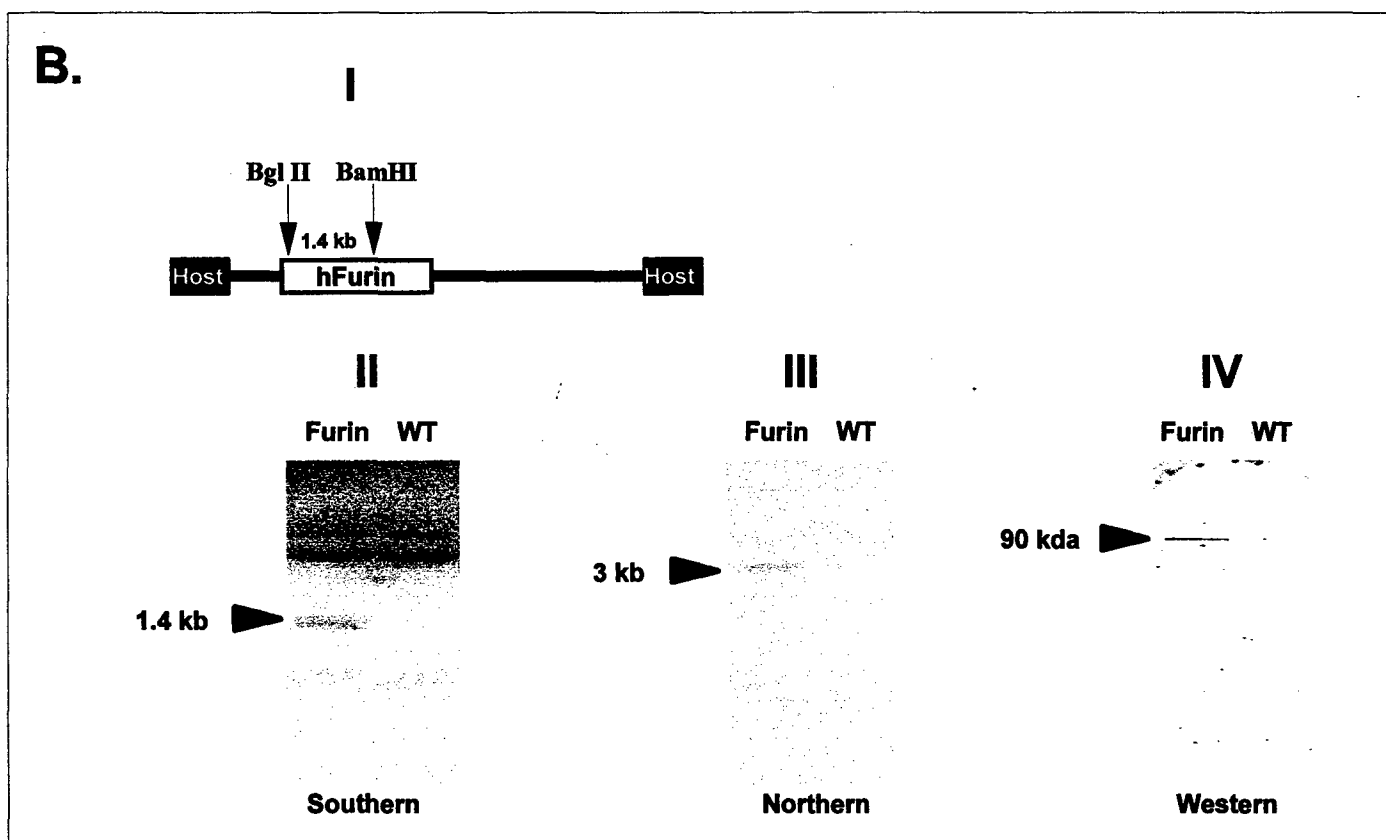 B.
I
Bgl II BamHI
1.4 kb
Host hFurin Host
II
Furin WT
1.4 kb
Southern
III
Furin WT
3 kb
Northern
IV
Furin WT
90 kda
Western